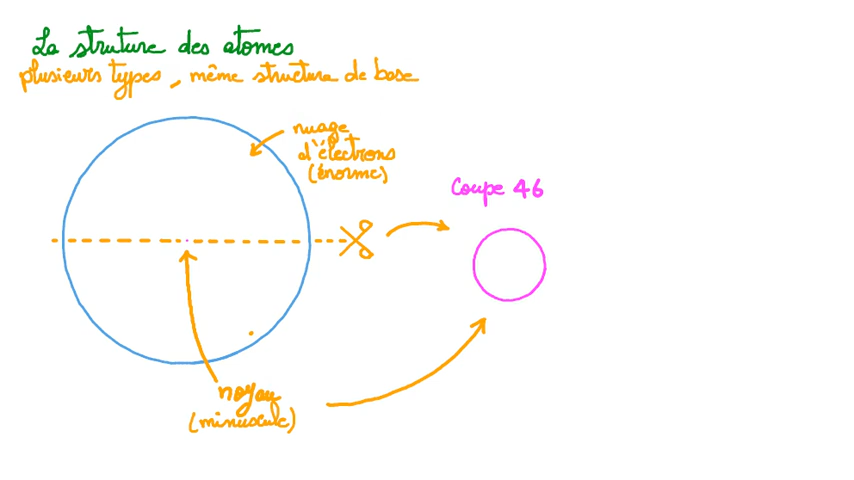 La struture des atomes
plusieurs types, même structure de base
nuage
d'électrons
(énorme)
Coupe 46
noyau
(minuscule)